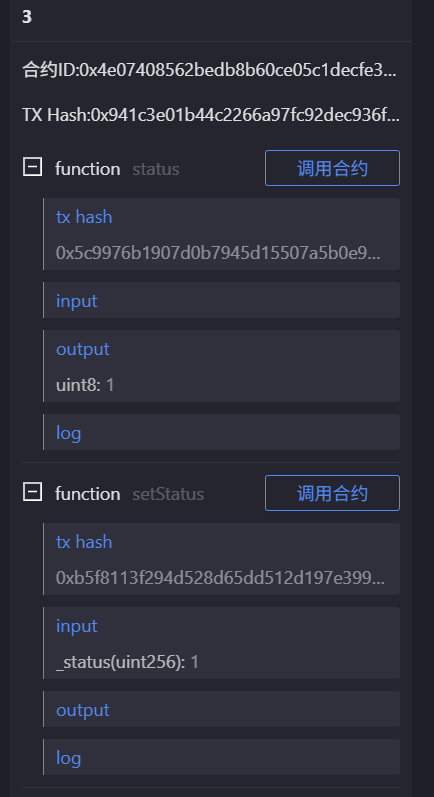 3
合约ID:0x4e07408562bedb8b60ce05c1decfe3...
TX Hash:0x941c3e01b44c2266a97fc92dec936f...
function status 调用合约
tx hash
0x5c9976b1907d0b7945d15507a5b0e9...
input
output
uint8: 1
log
function setStatus 调用合约
tx hash
0xb5f8113f294d528d65dd512d197e399...
input
_status(uint256): 1
output
log